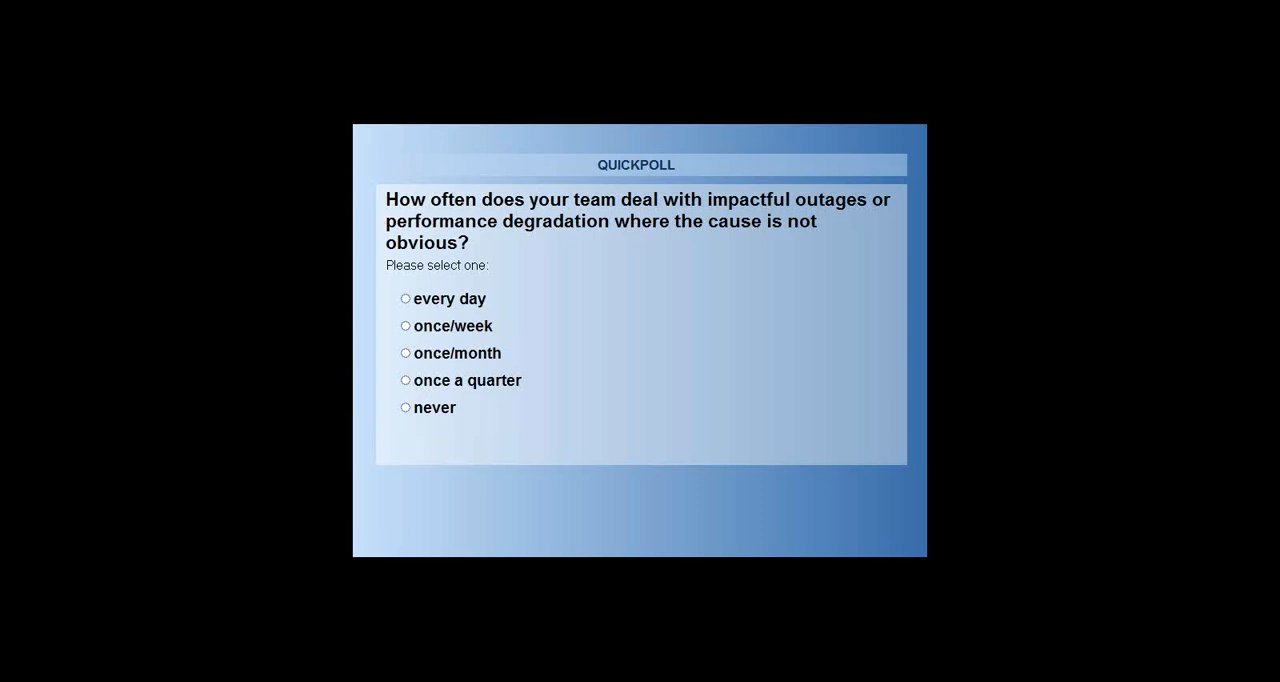 QUICKPOLL
How often does your team deal with impactful outages or
performance degradation where the cause is not
obvious?
Please select one:
every day
once/week
once/month
once a quarter
never